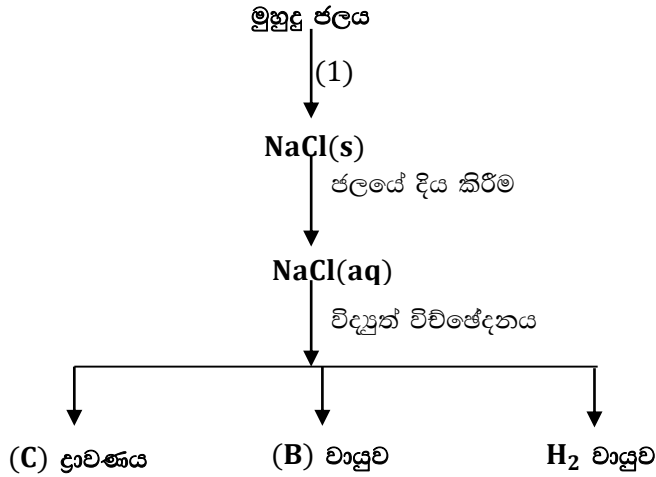 මුහුදු ජලය
(1)
NaCl(s)
ජලයේ දිය කිරීම
NaCl(aq)
විද්‍යුත් විච්ඡේදනය
(C) ද්‍රාවණය (B) වායුව H₂ වායුව